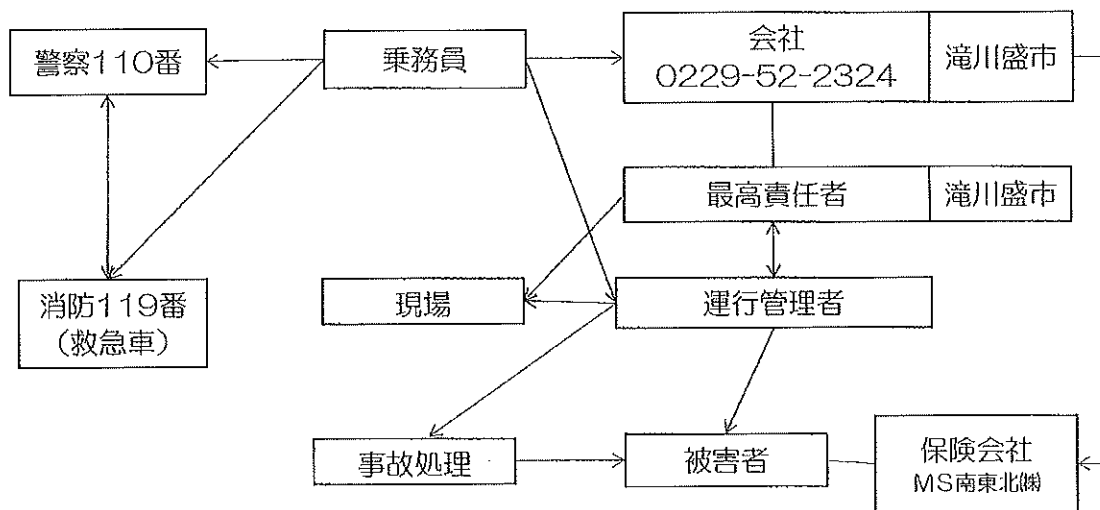 警察110番
乗務員
会社
0229-52-2324
滝川盛市
最高責任者
滝川盛市
消防119番
(救急車)
現場
運行管理者
事故処理
被害者
保険会社
MS南東北㈱